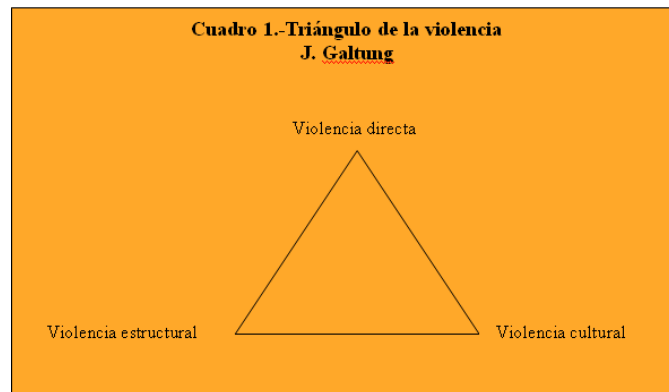 Cuadro 1.-Triángulo de la violencia
J. Galtung
Violencia directa
Violencia estructural
Violencia cultural